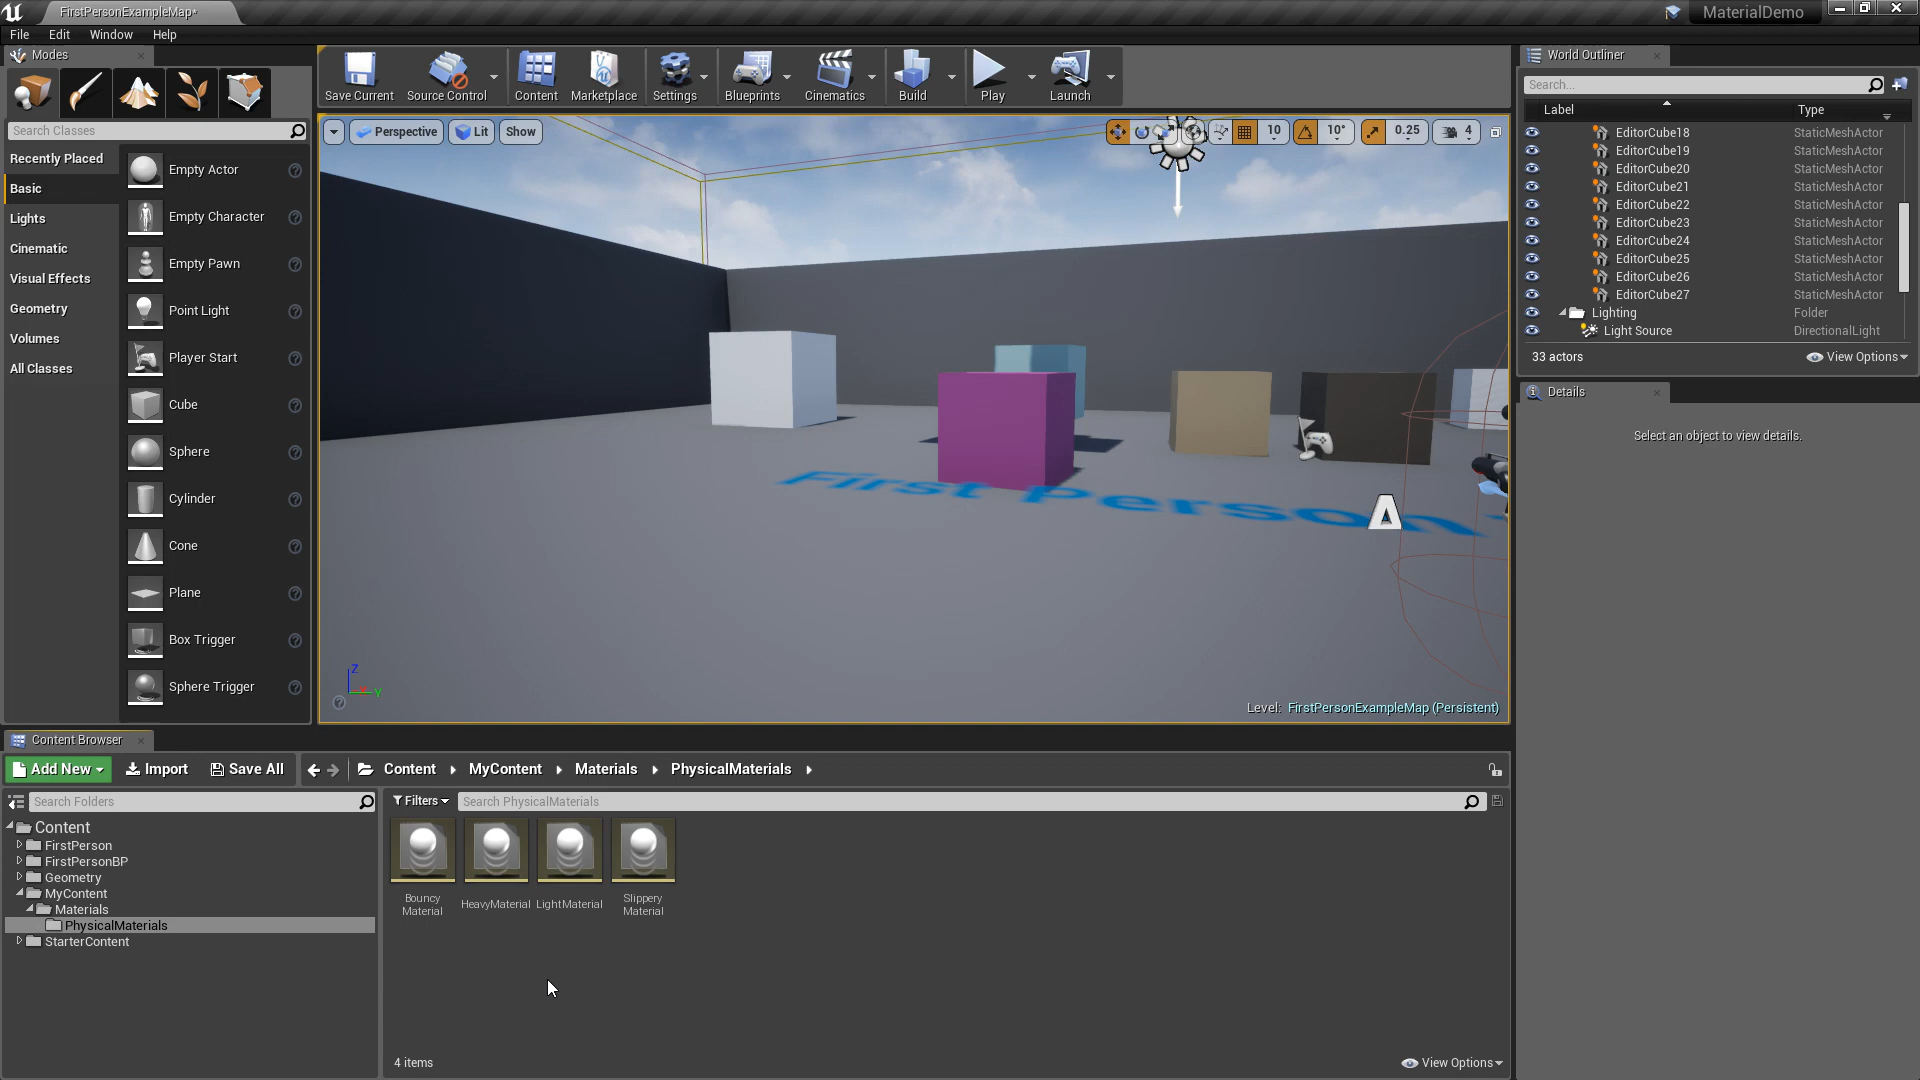 FirstPersonExampleMap*
MaterialDemo
File Edit Window Help
Modes
Search Classes
Recently Placed
Basic
Lights
Cinematic
Visual Effects
Geometry
Volumes
All Classes
Empty Actor
Empty Character
Empty Pawn
Point Light
Player Start
Cube
Sphere
Cylinder
Cone
Plane
Box Trigger
Sphere Trigger
Save Current
Source Control
Content
Marketplace
Settings
Blueprints
Cinematics
Build
Play
Launch
Perspective
Lit
Show
10
10°
0.25
4
First Person
Z
Y
Level: FirstPersonExampleMap (Persistent)
World Outliner
Search...
Label Type
EditorCube18 StaticMeshActor
EditorCube19 StaticMeshActor
EditorCube20 StaticMeshActor
EditorCube21 StaticMeshActor
EditorCube22 StaticMeshActor
EditorCube23 StaticMeshActor
EditorCube24 StaticMeshActor
EditorCube25 StaticMeshActor
EditorCube26 StaticMeshActor
EditorCube27 StaticMeshActor
Lighting Folder
Light Source DirectionalLight
33 actors
View Options
Details
Select an object to view details.
Content Browser
Add New
Import
Save All
Content
MyContent
Materials
PhysicalMaterials
Search Folders
Content
FirstPerson
FirstPersonBP
Geometry
MyContent
Materials
PhysicalMaterials
StarterContent
Filters
Search PhysicalMaterials
Bouncy
Material
HeavyMaterial
LightMaterial
Slippery
Material
4 items
View Options